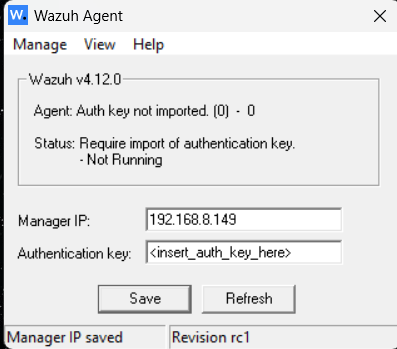 W. Wazuh Agent
Manage View Help
Wazuh v4.12.0
Agent: Auth key not imported. (0) - 0
Status: Require import of authentication key.
- Not Running
Manager IP: 192.168.8.149
Authentication key: <insert_auth_key_here>
Save Refresh
Manager IP saved Revision rc1